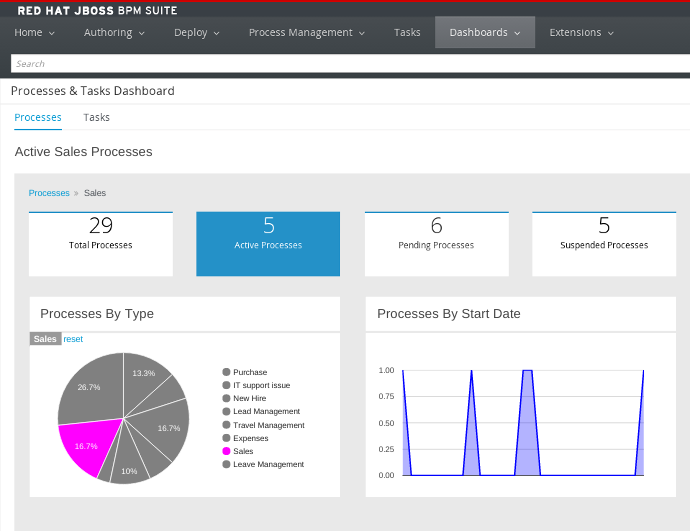 RED HAT JBOSS BPM SUITE
Home Authoring Deploy Process Management Tasks Dashboards Extensions
Search
Processes & Tasks Dashboard
Processes Tasks
Active Sales Processes
Processes » Sales
29 5 6 5
Total Processes Active Processes Pending Processes Suspended Processes
Processes By Type
Sales reset
26.7%
13.3%
16.7%
16.7%
10%
Purchase
IT support issue
New Hire
Lead Management
Travel Management
Expenses
Sales
Leave Management
Processes By Start Date
1.00
0.75
0.50
0.25
0.00